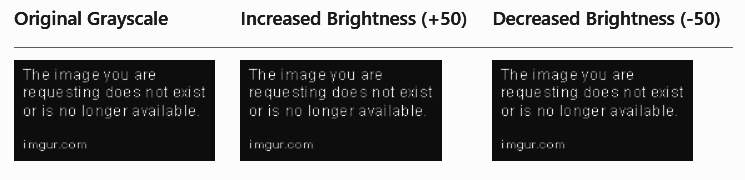 Original Grayscale
Increased Brightness (+50)
Decreased Brightness (-50)
The image you are
requesting does not exist
or is no longer available.
imgur.com
The image you are
requesting does not exist
or is no longer available.
imgur.com
The image you are
requesting does not exist
or is no longer available.
imgur.com